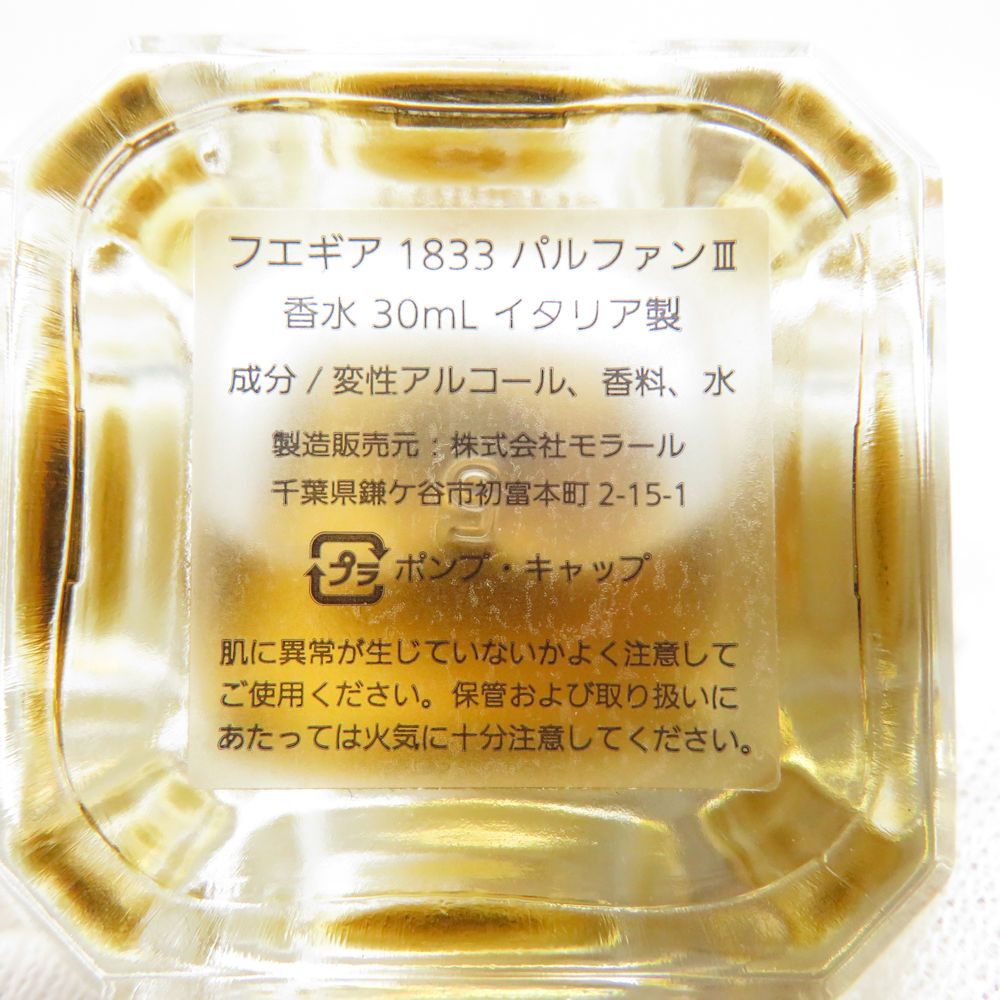 フエギア 1833 パルファンⅢ
香水 30mL イタリア製
成分 / 変性アルコール、香料、水
製造販売元 : 株式会社モラール
千葉県鎌ケ谷市初富本町 2-15-1
プラ ポンプ・キャップ
肌に異常が生じていないかよく注意して
ご使用ください。保管および取り扱いに
あたっては火気に十分注意してください。